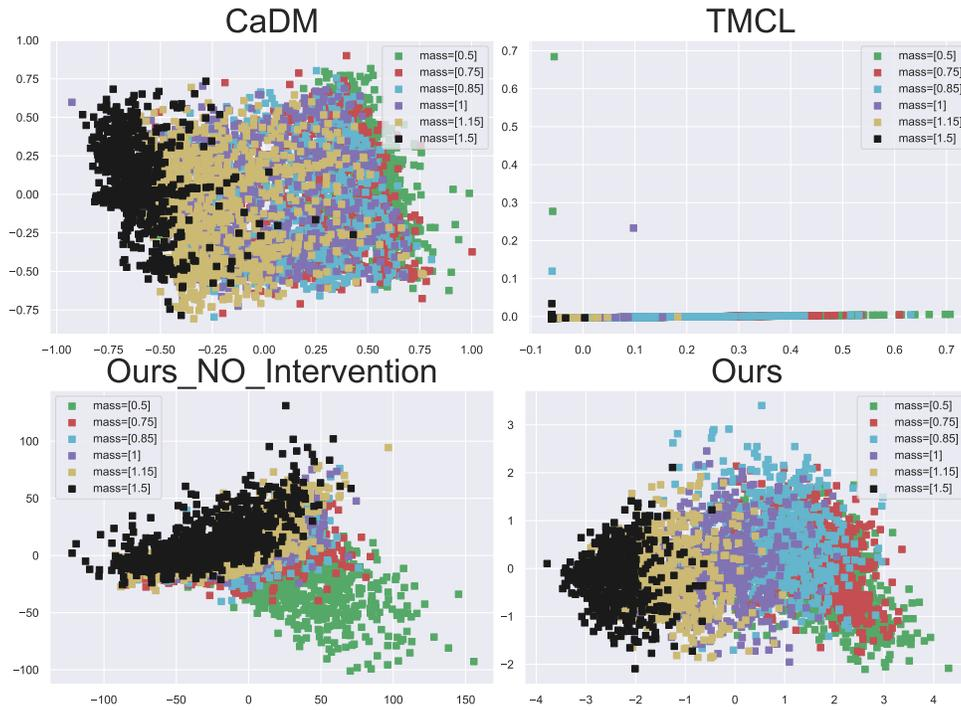 CaDM
1.00
0.75
0.50
0.25
0.00
−0.25
−0.50
−0.75
mass=[0.5]
mass=[0.75]
mass=[0.85]
mass=[1]
mass=[1.15]
mass=[1.5]
−1.00 −0.75 −0.50 −0.25 0.00 0.25 0.50 0.75 1.00
TMCL
0.7
0.6
0.5
0.4
0.3
0.2
0.1
0.0
mass=[0.5]
mass=[0.75]
mass=[0.85]
mass=[1]
mass=[1.15]
mass=[1.5]
−0.1 0.0 0.1 0.2 0.3 0.4 0.5 0.6 0.7
Ours_NO_Intervention
100
50
0
−50
−100
mass=[0.5]
mass=[0.75]
mass=[0.85]
mass=[1]
mass=[1.15]
mass=[1.5]
−100 −50 0 50 100 150
Ours
3
2
1
0
−1
−2
mass=[0.5]
mass=[0.75]
mass=[0.85]
mass=[1]
mass=[1.15]
mass=[1.5]
−4 −3 −2 −1 0 1 2 3 4